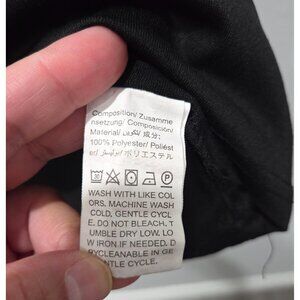 Composition/ Zusamme
nsetzung/ Composición/
Material/ 成分:
100% Polyester/ Poliést
ポリエステル
WASH WITH LIKE COL
ORS. MACHINE WASH
COLD, GENTLE CYCL
E. DO NOT BLEACH. T
UMBLE DRY LOW. LO
W IRON.IF NEEDED. D
RYCLEANABLE IN GE
NTLE CYCLE.